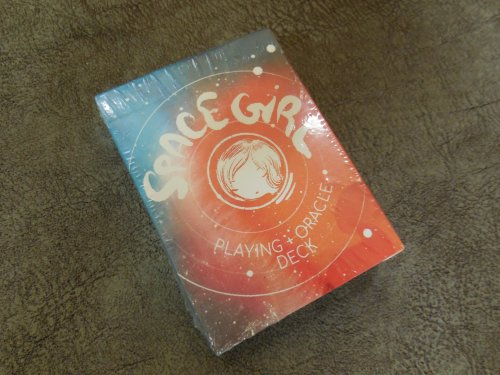 SPACE GIRL
PLAYING + ORACLE
DECK